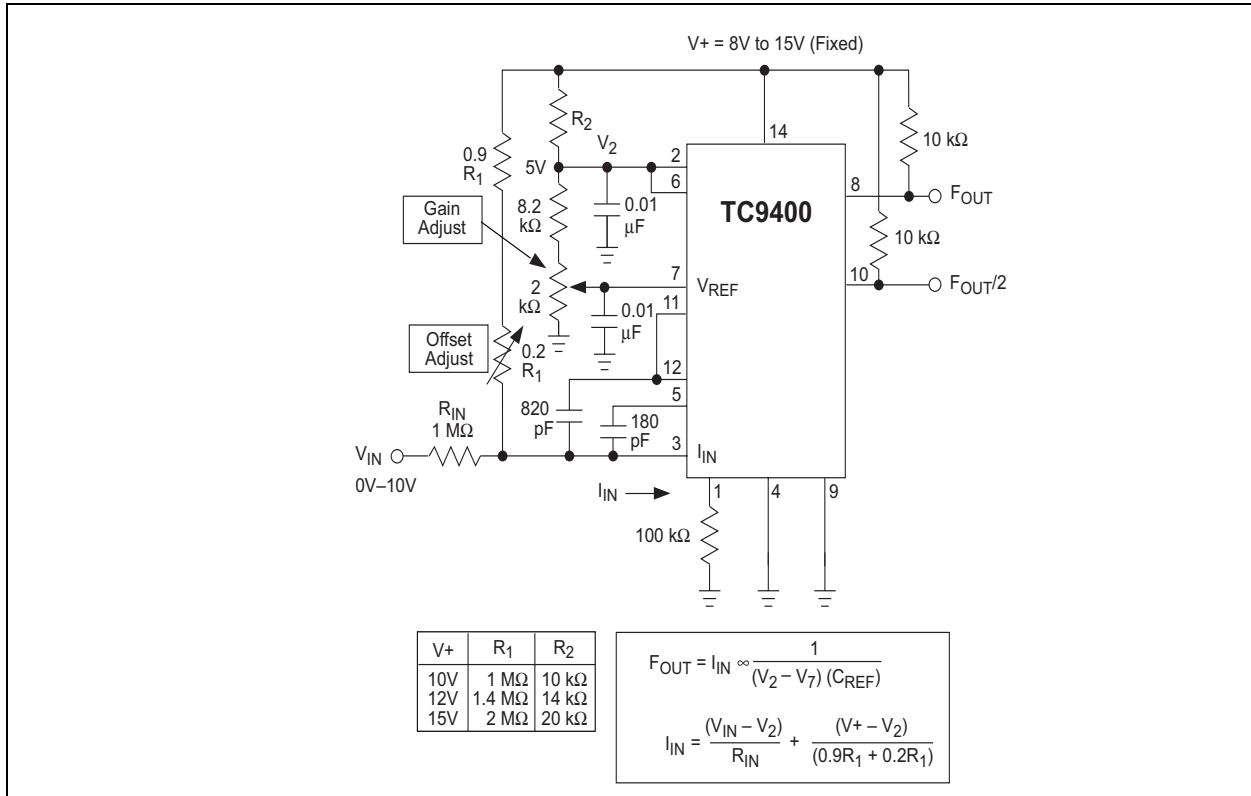 V+ = 8V to 15V (Fixed)
R2
V2
14
10 kΩ
0.9
R1
5V
2
6
8
FOUT
TC9400
Gain
Adjust
8.2
kΩ
0.01
µF
10 kΩ
2
kΩ
7
VREF
10
FOUT/2
11
0.01
µF
Offset
Adjust
0.2
R1
12
820
pF
5
180
pF
RIN
1 MΩ
3
IIN
VIN
0V–10V
IIN
1
4
9
100 kΩ
V+ R1 R2
10V 1 MΩ 10 kΩ
12V 1.4 MΩ 14 kΩ
15V 2 MΩ 20 kΩ
FOUT = IIN ∞ 1 / (V2 – V7) (CREF)
IIN = (VIN – V2) / RIN + (V+ – V2) / (0.9R1 + 0.2R1)